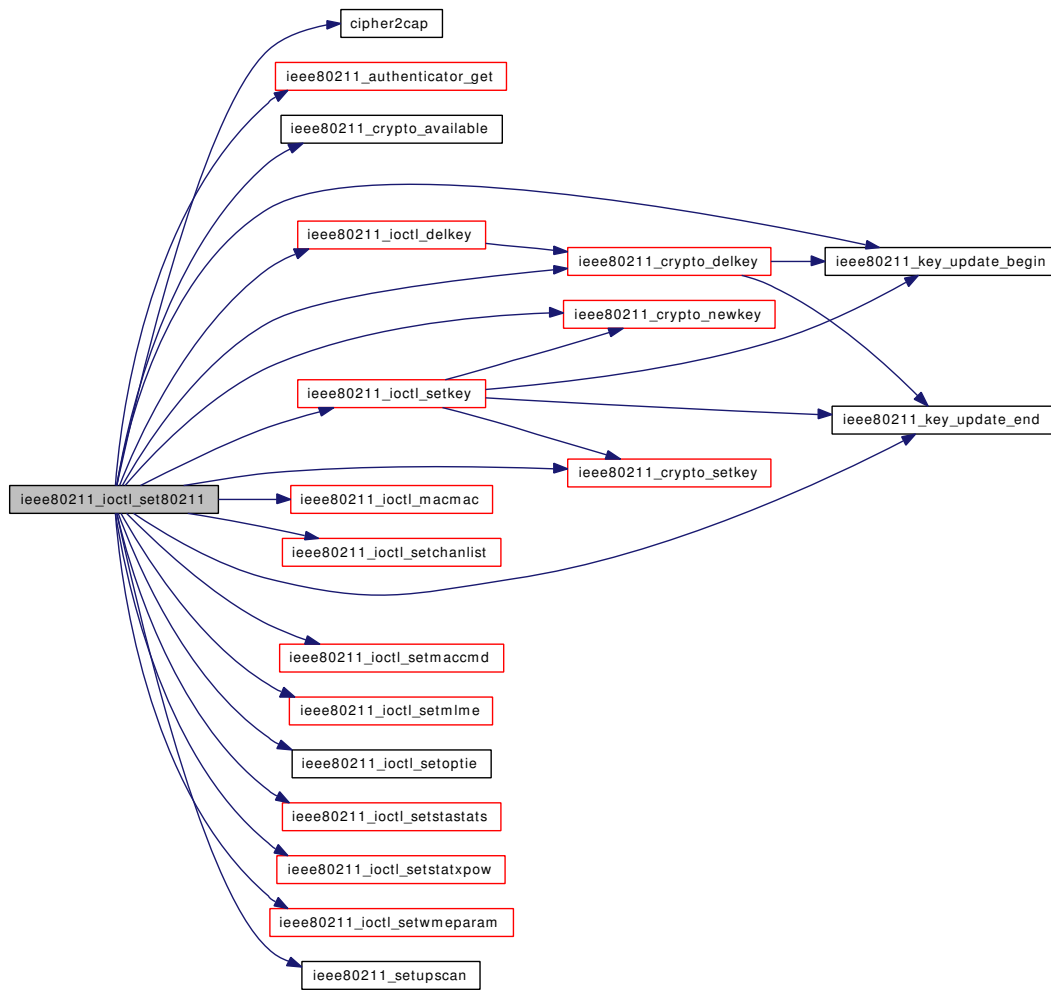 cipher2cap
ieee80211_authenticator_get
ieee80211_crypto_available
ieee80211_ioctl_delkey
ieee80211_crypto_delkey
ieee80211_key_update_begin
ieee80211_crypto_newkey
ieee80211_ioctl_setkey
ieee80211_key_update_end
ieee80211_crypto_setkey
ieee80211_ioctl_set80211
ieee80211_ioctl_macmac
ieee80211_ioctl_setchanlist
ieee80211_ioctl_setmaccmd
ieee80211_ioctl_setmlme
ieee80211_ioctl_setoptie
ieee80211_ioctl_setstastats
ieee80211_ioctl_setstatxpow
ieee80211_ioctl_setwmeparam
ieee80211_setupscan